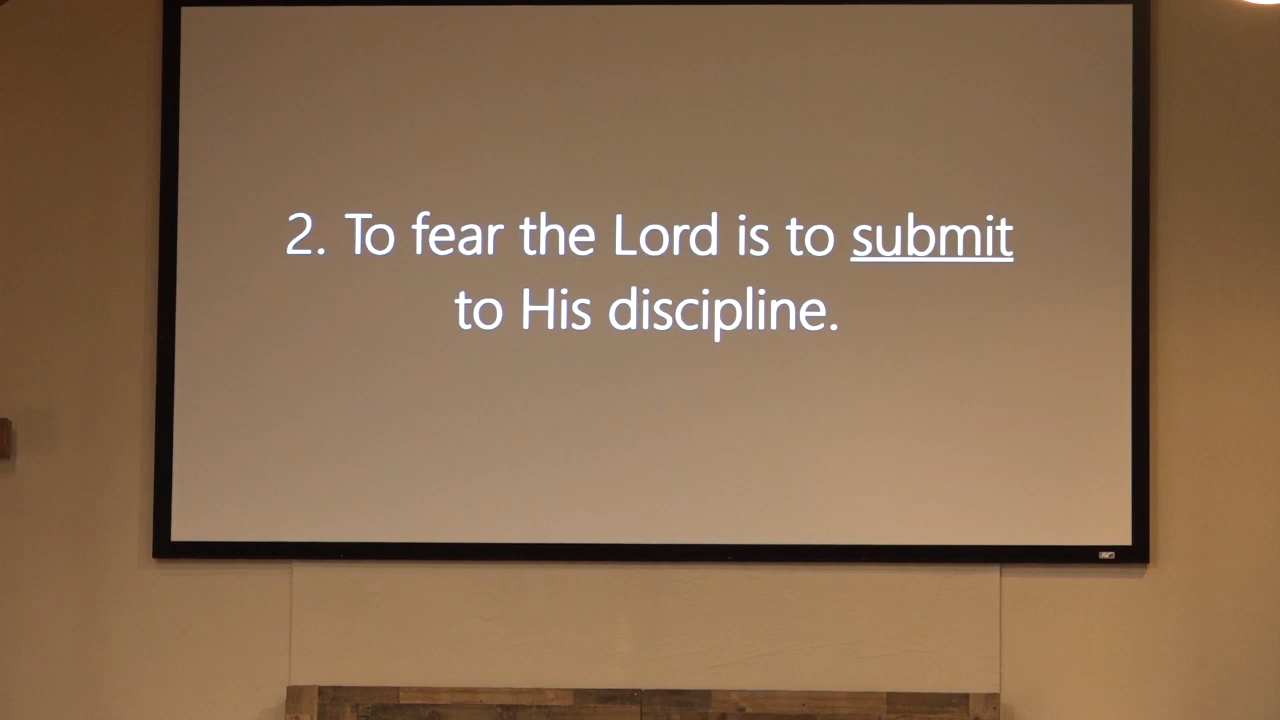 2. To fear the Lord is to submit
to His discipline.